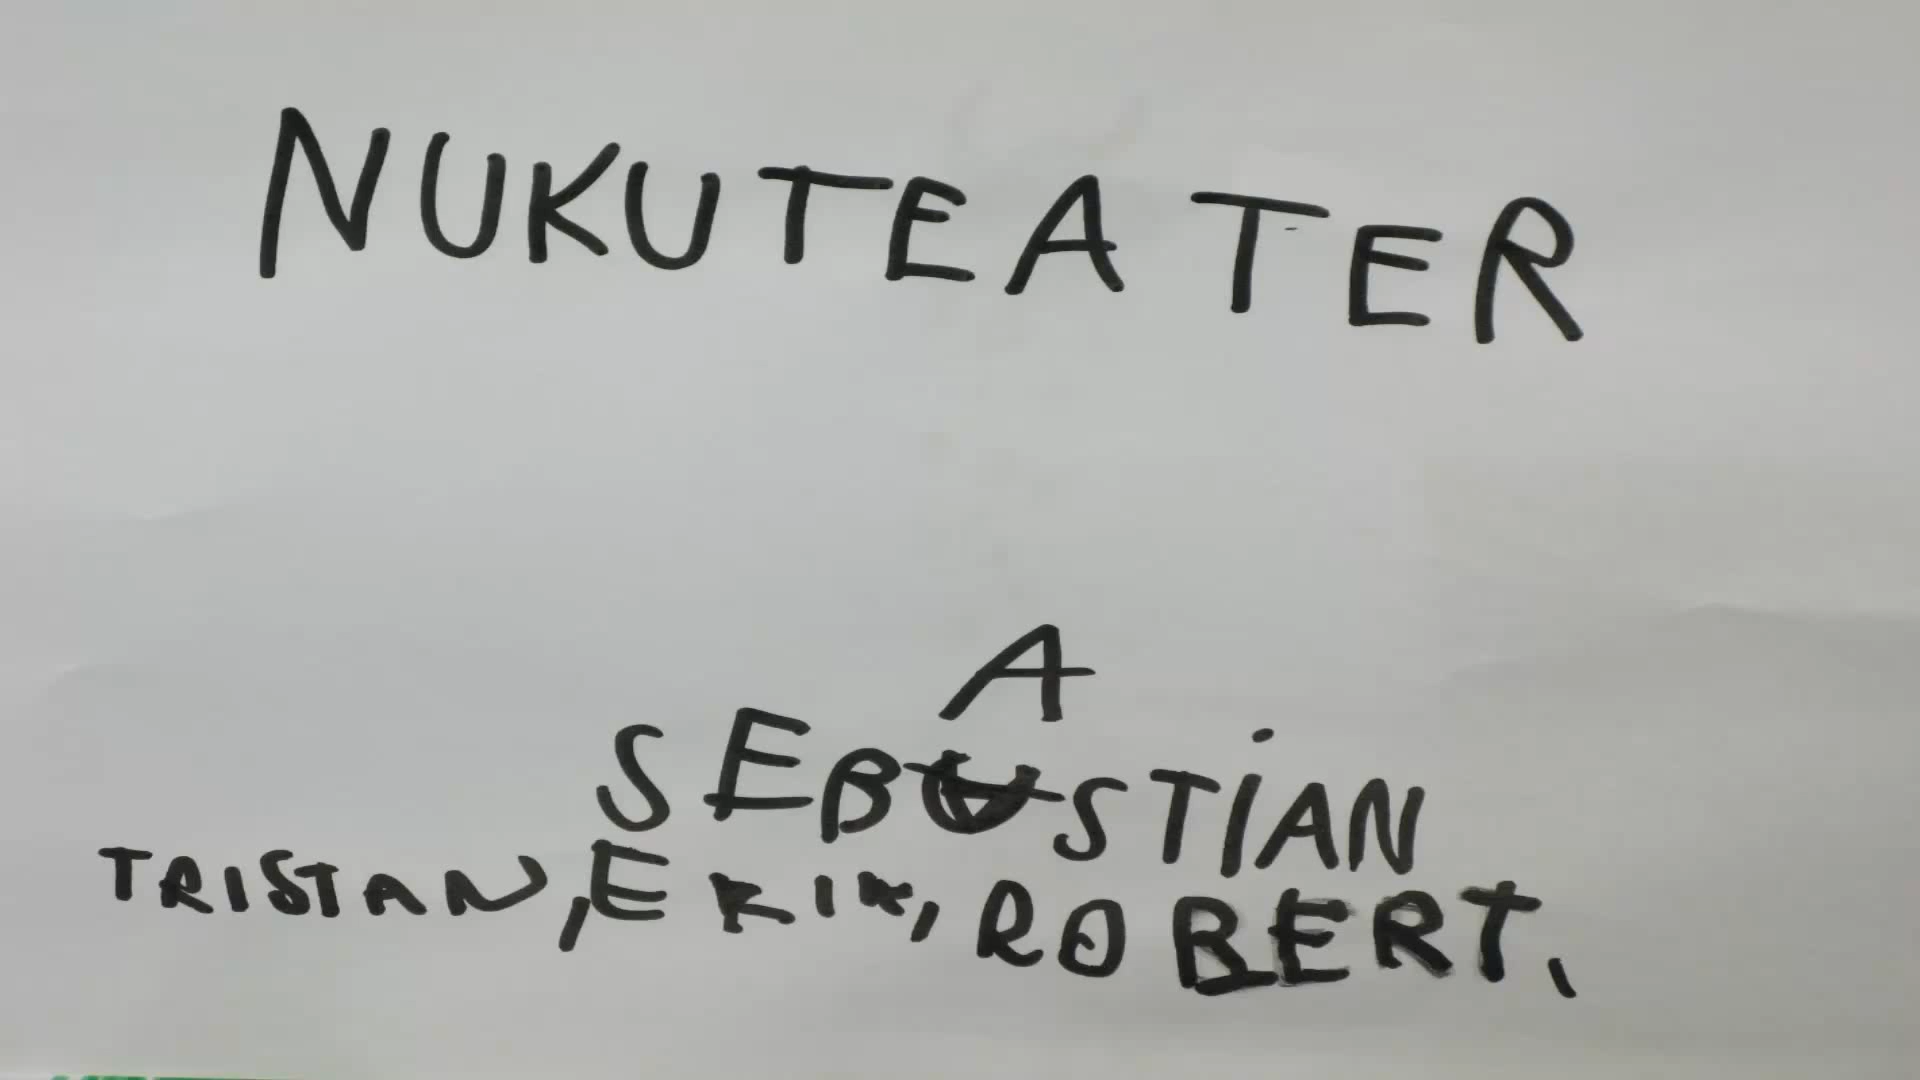 NUKUTEATER
A
SEBASTIAN
TRISTAN, ERIK, ROBERT,